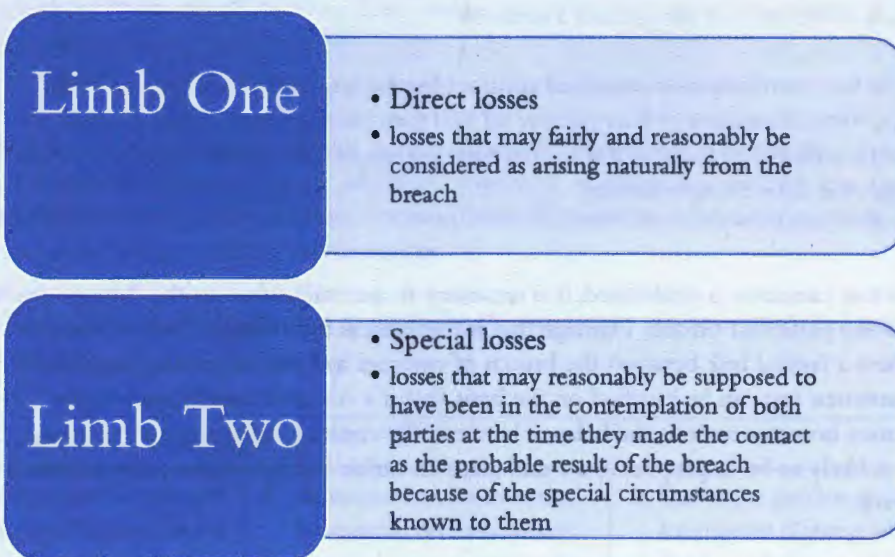 Limb One
• Direct losses
• losses that may fairly and reasonably be
considered as arising naturally from the
breach
Limb Two
• Special losses
• losses that may reasonably be supposed to
have been in the contemplation of both
parties at the time they made the contact
as the probable result of the breach
because of the special circumstances
known to them